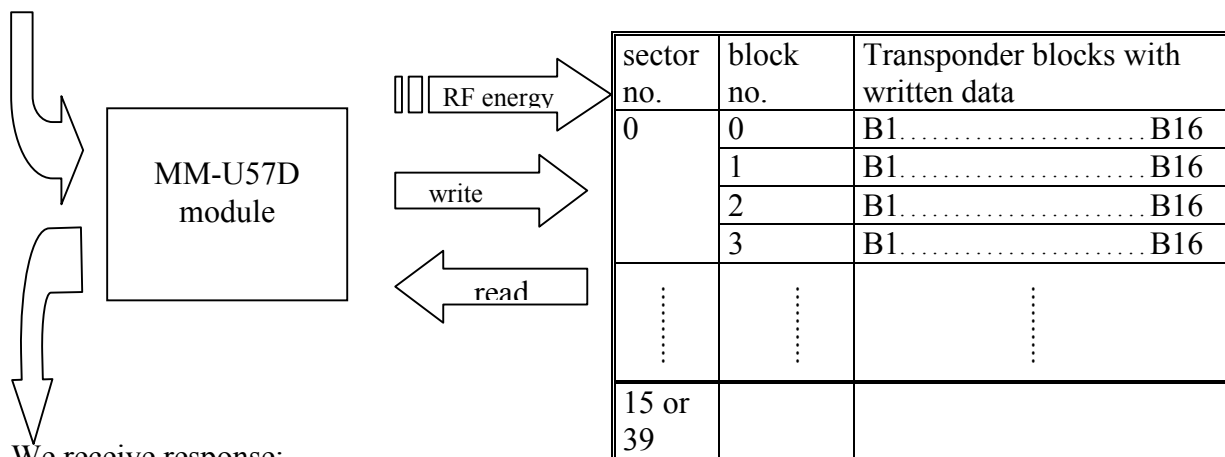 MM-U57D
module
RF energy
write
read
sector no. block no. Transponder blocks with written data
0 0 B1......................B16
1 B1......................B16
2 B1......................B16
3 B1......................B16
15 or 39
We receive response: